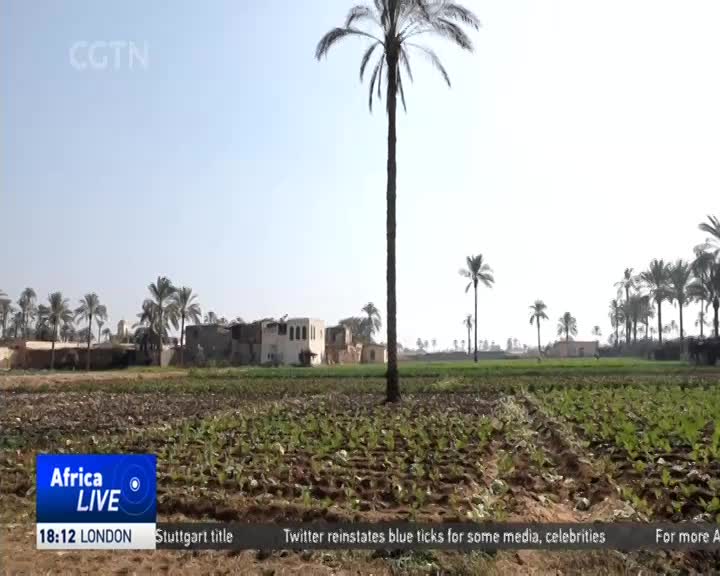 CGTN
Africa
LIVE
18:12 LONDON
Stuttgart title Twitter reinstates blue ticks for some media, celebrities For more A